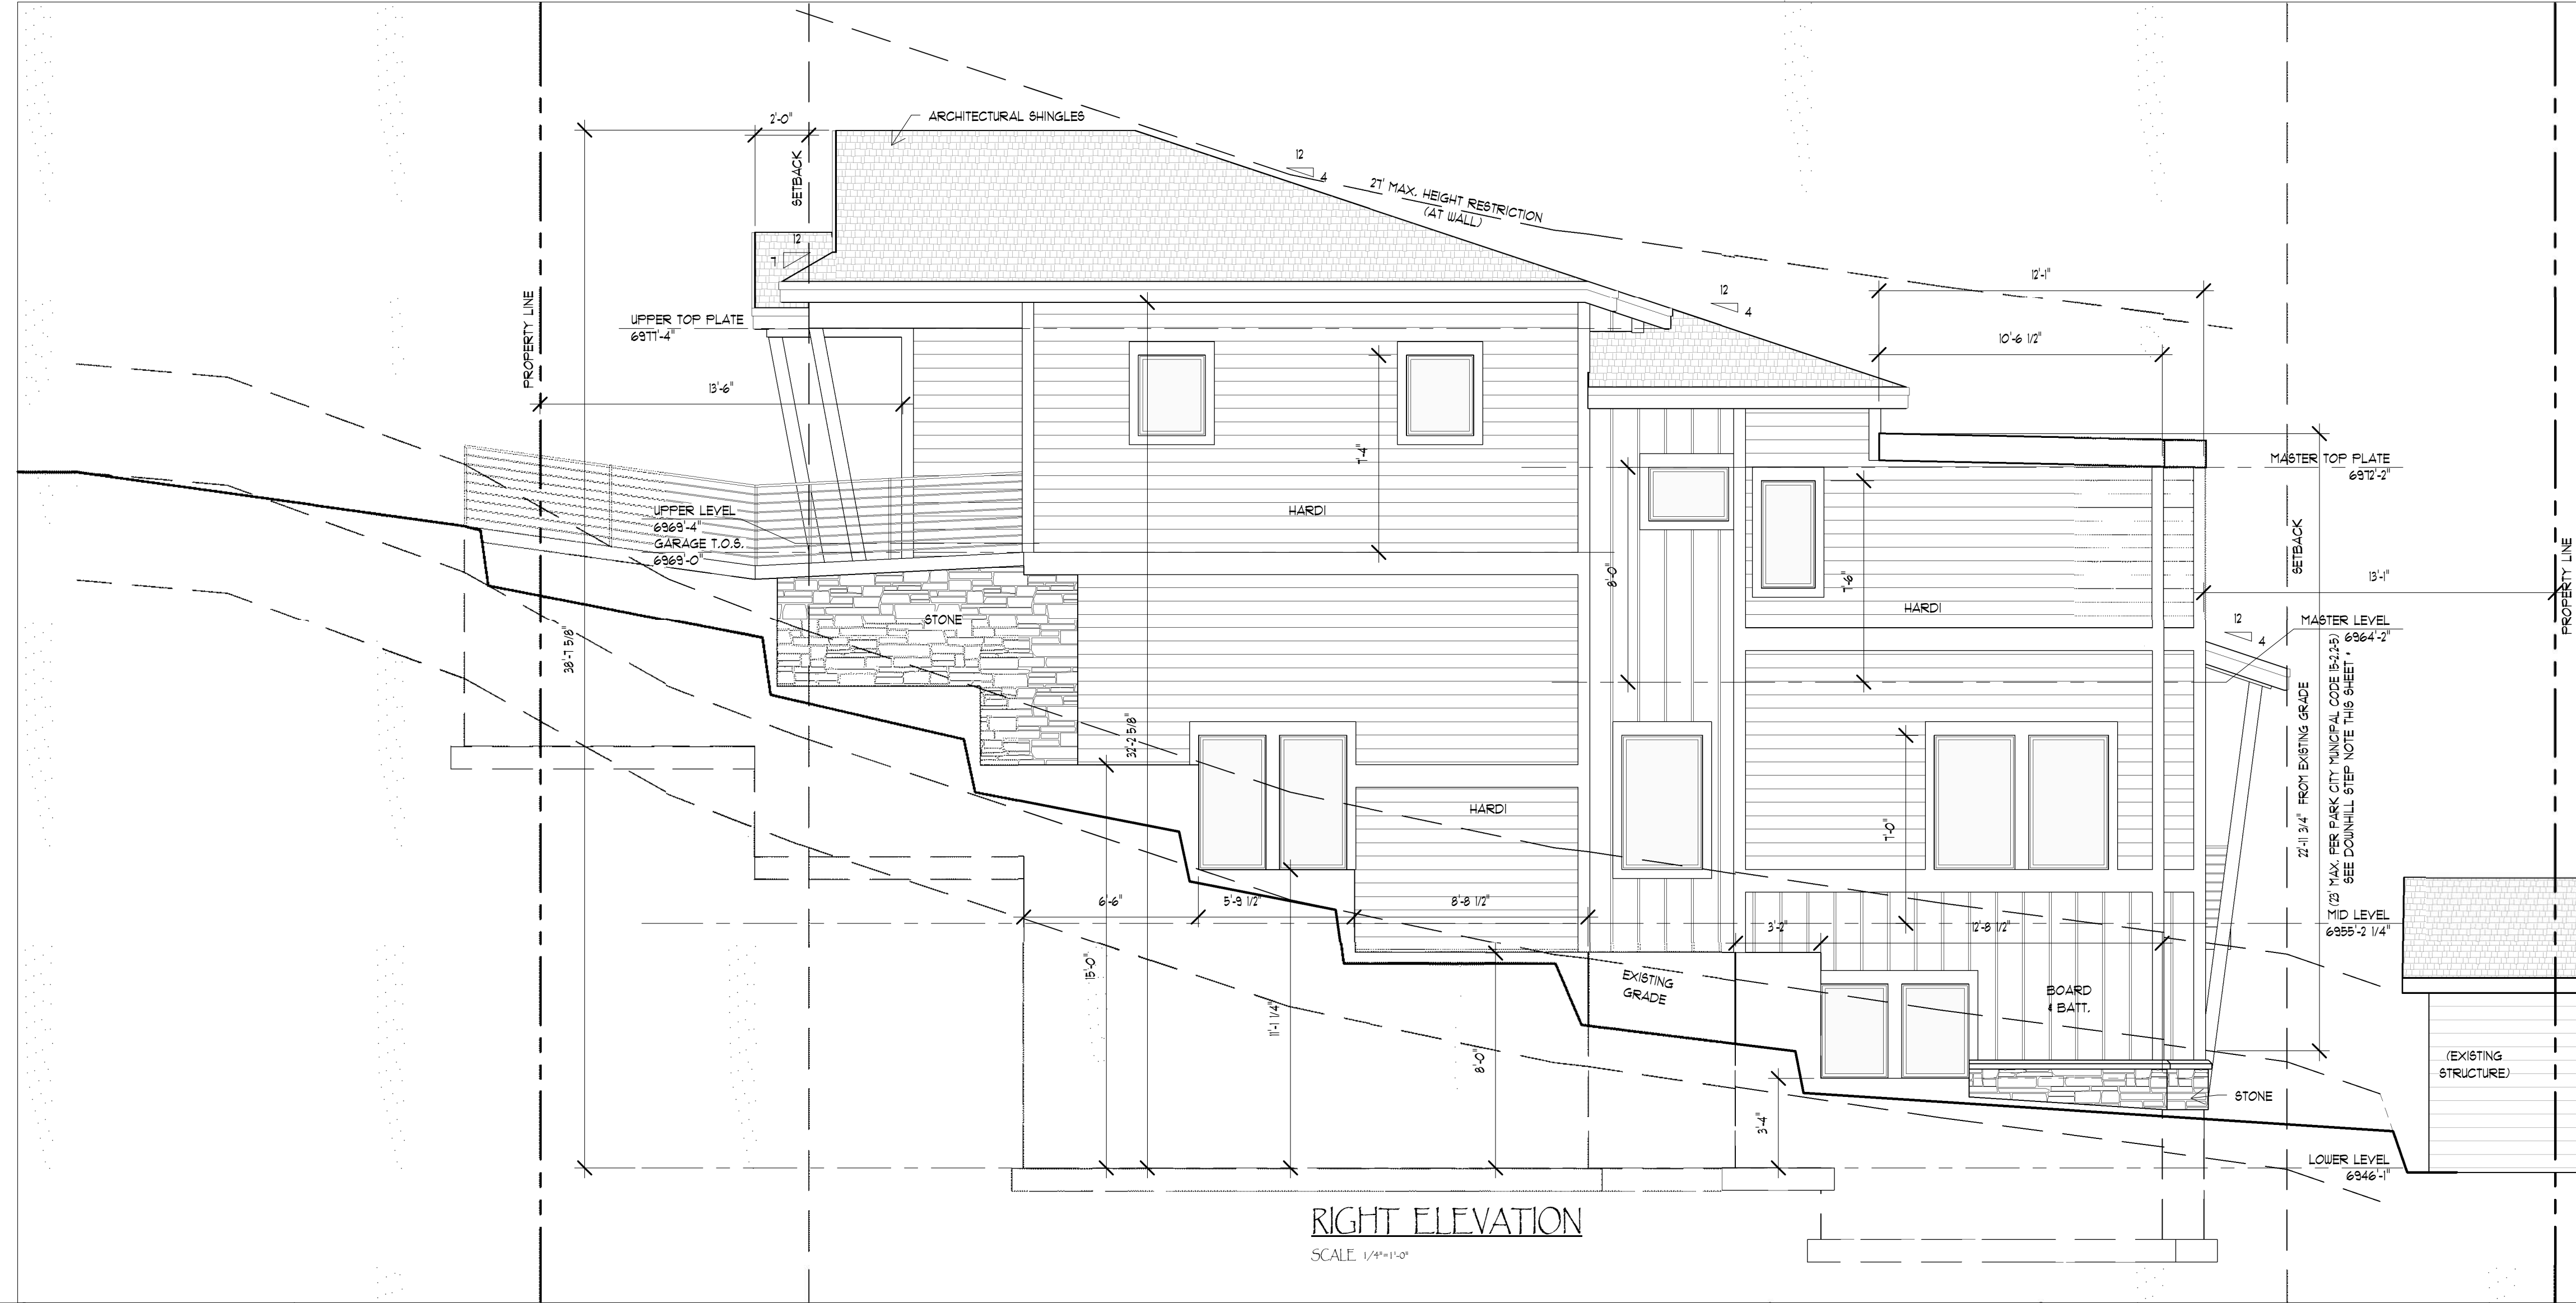 2'-0"
ARCHITECTURAL SHINGLES
SETBACK
12
4
27' MAX. HEIGHT RESTRICTION
(AT WALL)
12
7
12'-1"
PROPERTY LINE
UPPER TOP PLATE
6977'-4"
12
4
10'-6 1/2"
13'-6"
7'-4"
MASTER TOP PLATE
6972'-2"
UPPER LEVEL
6969'-4"
HARDI
GARAGE T.O.S.
6969'-0"
SETBACK
PROPERTY LINE
8'-0"
7'-6"
13'-1"
HARDI
STONE
12
4
MASTER LEVEL
6964'-2"
38'-7 5/8"
32'-2 5/8"
22'-11 3/4" FROM EXISTING GRADE
(23' MAX. PER PARK CITY MUNICIPAL CODE 15-2.2-5)
SEE DOWNHILL STEP NOTE THIS SHEET *
HARDI
7'-0"
6'-6"
5'-9 1/2"
8'-8 1/2"
3'-2"
12'-8 1/2"
MID LEVEL
6955'-2 1/4"
15'-0"
11'-1 1/4"
8'-0"
EXISTING
GRADE
BOARD
& BATT.
(EXISTING
STRUCTURE)
STONE
3'-4"
LOWER LEVEL
6946'-1"
RIGHT ELEVATION
SCALE 1/4"=1'-0"